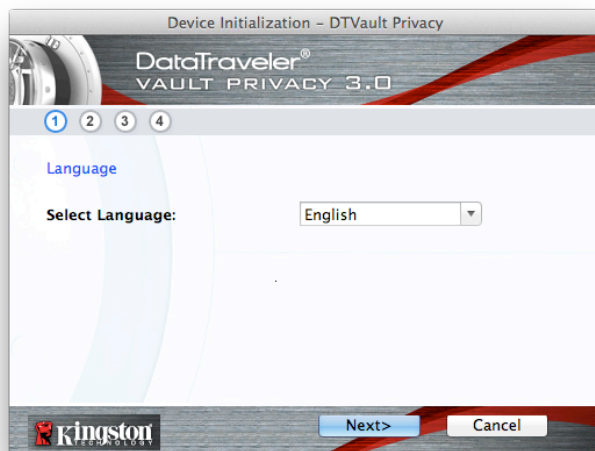 Device Initialization – DTVault Privacy
DataTraveler®
VAULT PRIVACY 3.0
1 2 3 4
Language
Select Language: English
Kingston
TECHNOLOGY
Next> Cancel